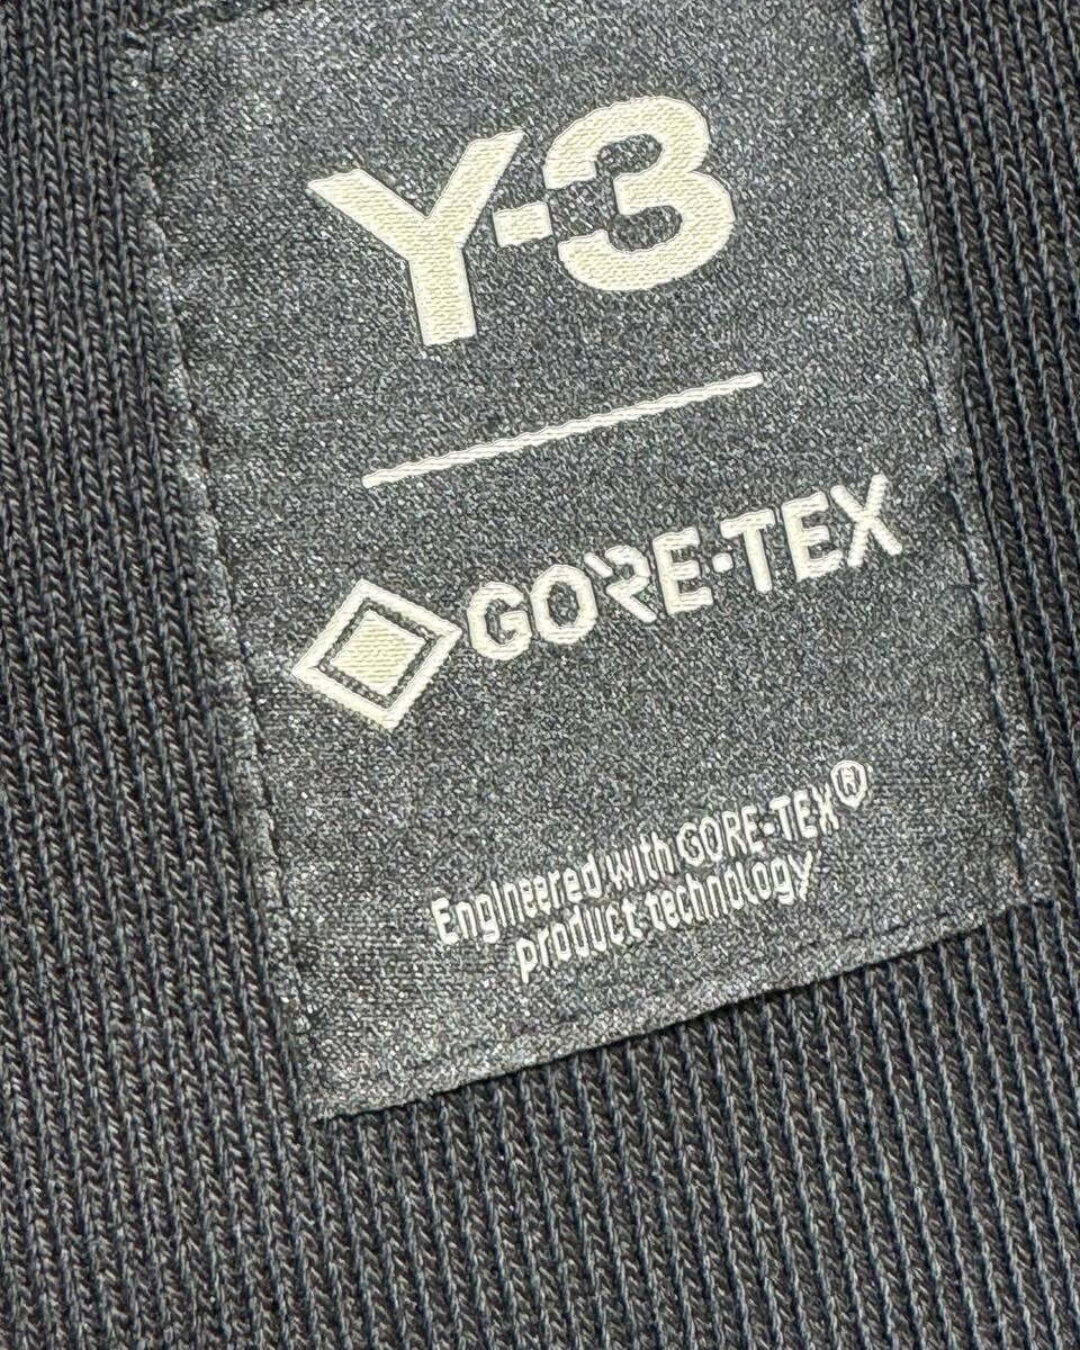 Y-3
GORE-TEX
Engineered with GORE-TEX®
product technology